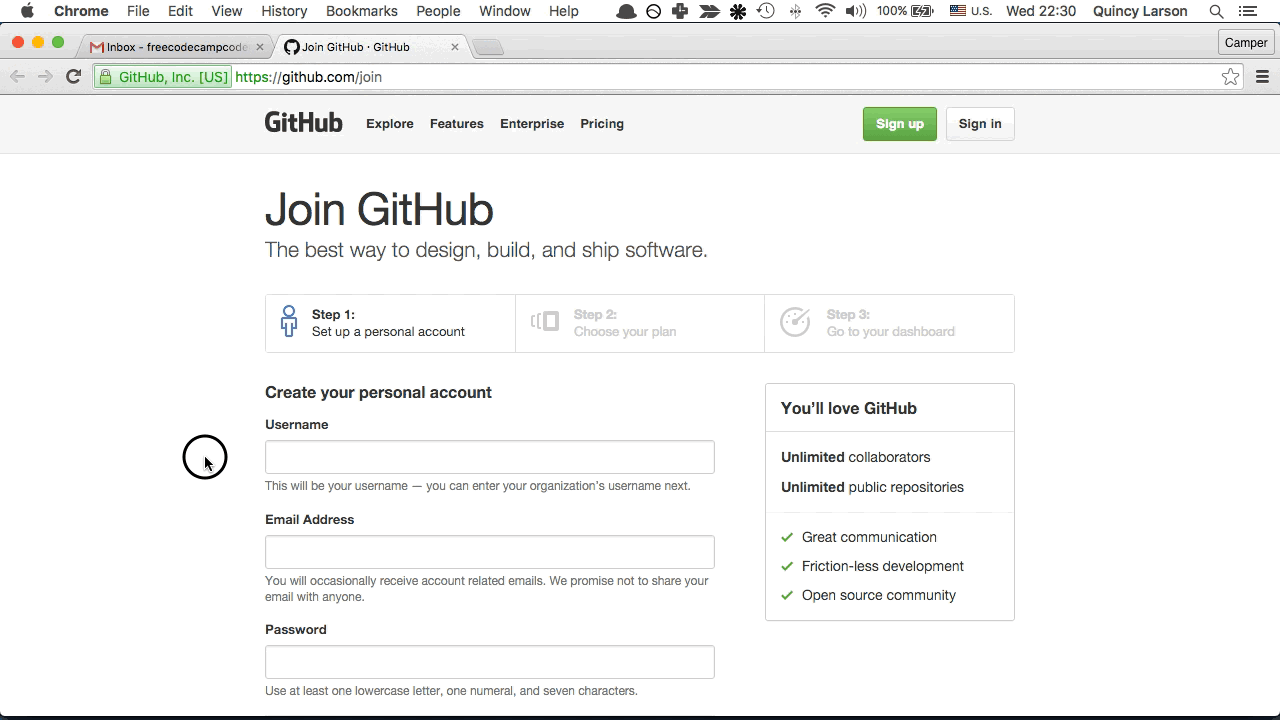 Chrome File Edit View History Bookmarks People Window Help 100% U.S. Wed 22:30 Quincy Larson
Inbox - freecodecampcode Join GitHub · GitHub Camper
GitHub, Inc. [US] https://github.com/join
GitHub Explore Features Enterprise Pricing Sign up Sign in
Join GitHub
The best way to design, build, and ship software.
Step 1:
Set up a personal account
Step 2:
Choose your plan
Step 3:
Go to your dashboard
Create your personal account
Username
This will be your username — you can enter your organization's username next.
Email Address
You will occasionally receive account related emails. We promise not to share your
email with anyone.
Password
Use at least one lowercase letter, one numeral, and seven characters.
You'll love GitHub
Unlimited collaborators
Unlimited public repositories
Great communication
Friction-less development
Open source community